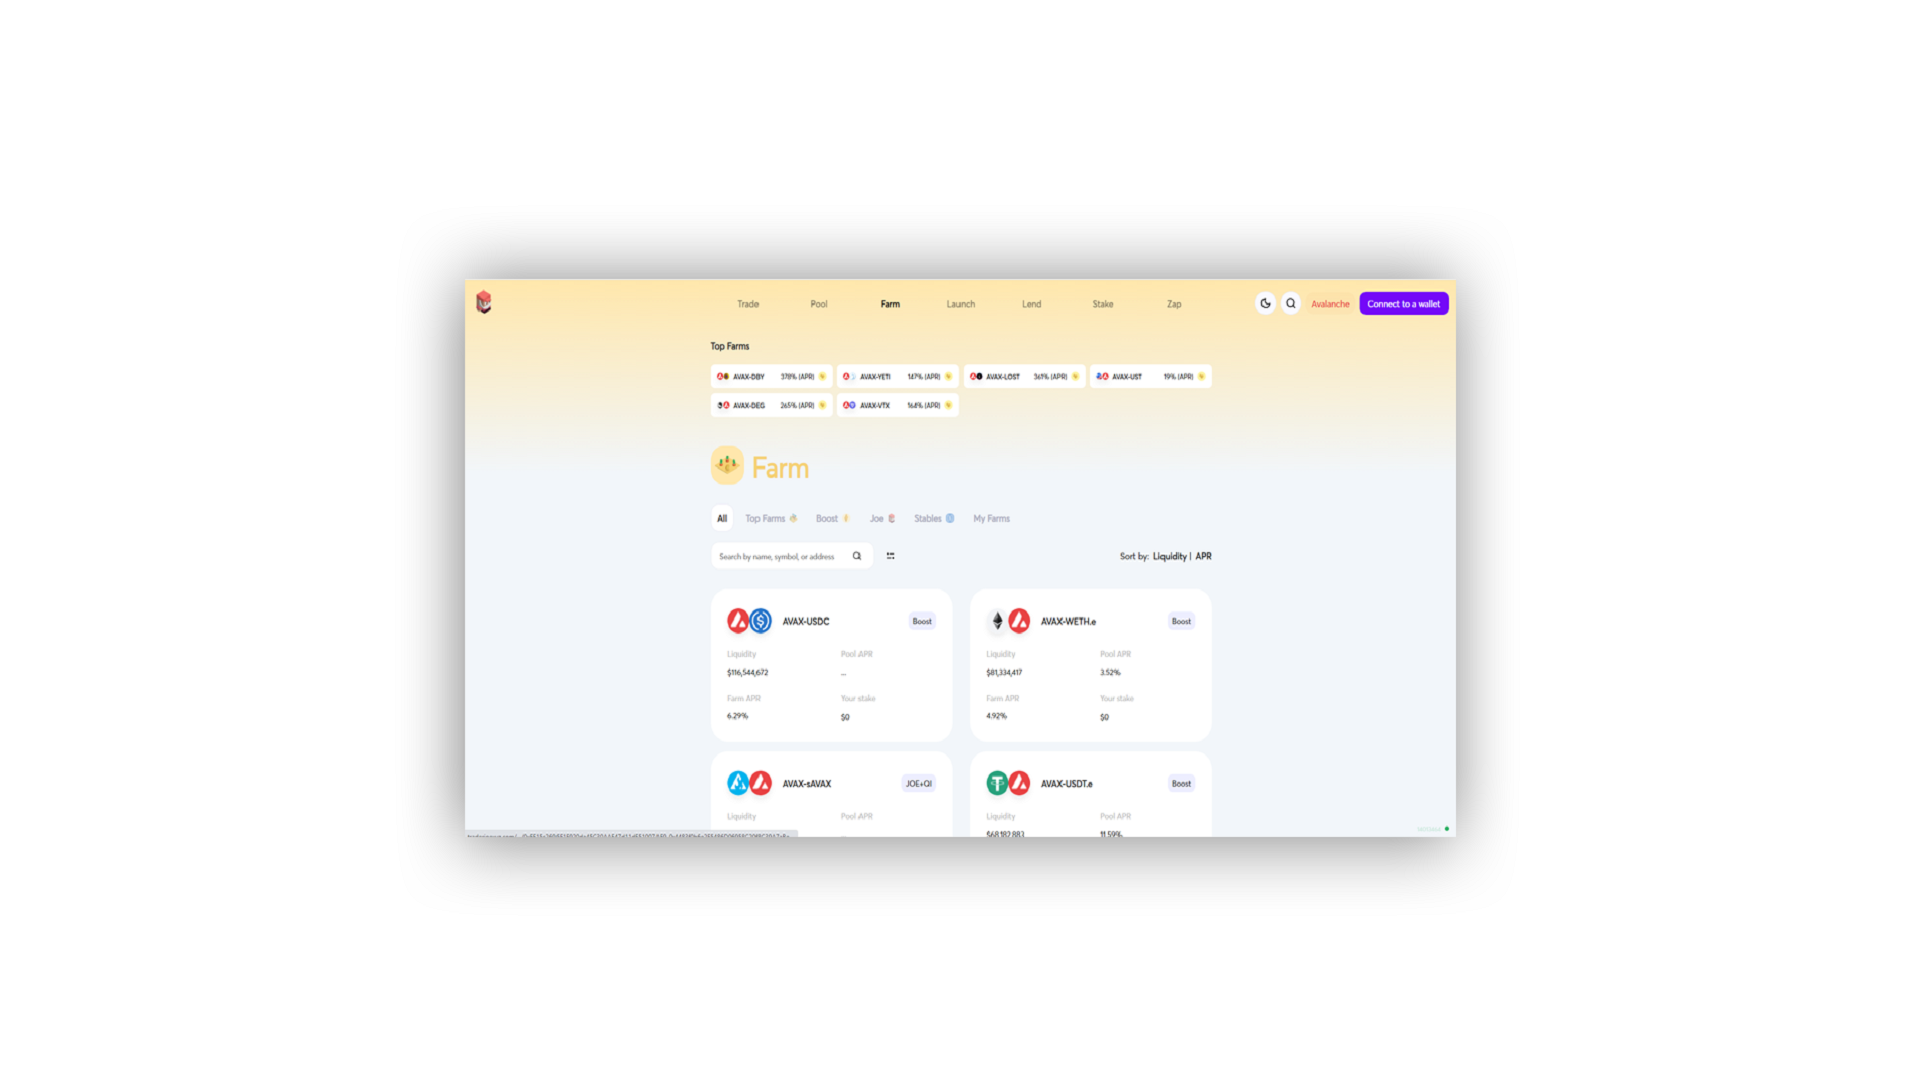 Trade Pool Farm Launch Lend Stake Zap Avalanche Connect to a wallet
Top Farms
AVAX-DBY 378% (APR) AVAX-YETI 147% (APR) AVAX-LOST 361% (APR) AVAX-UST 19% (APR)
AVAX-DEG 265% (APR) AVAX-VTX 164% (APR)
Farm
All Top Farms Boost Joe Stables My Farms
Search by name, symbol, or address Sort by: Liquidity | APR
AVAX-USDC Boost AVAX-WETH.e Boost
Liquidity Pool APR Liquidity Pool APR
$116,544,672 $81,334,417 3.52%
Farm APR Your stake Farm APR Your stake
6.29% $0 4.92% $0
AVAX-sAVAX JOE+QI AVAX-USDT.e Boost
Liquidity Pool APR Liquidity Pool APR
$68,182,883 11.59%